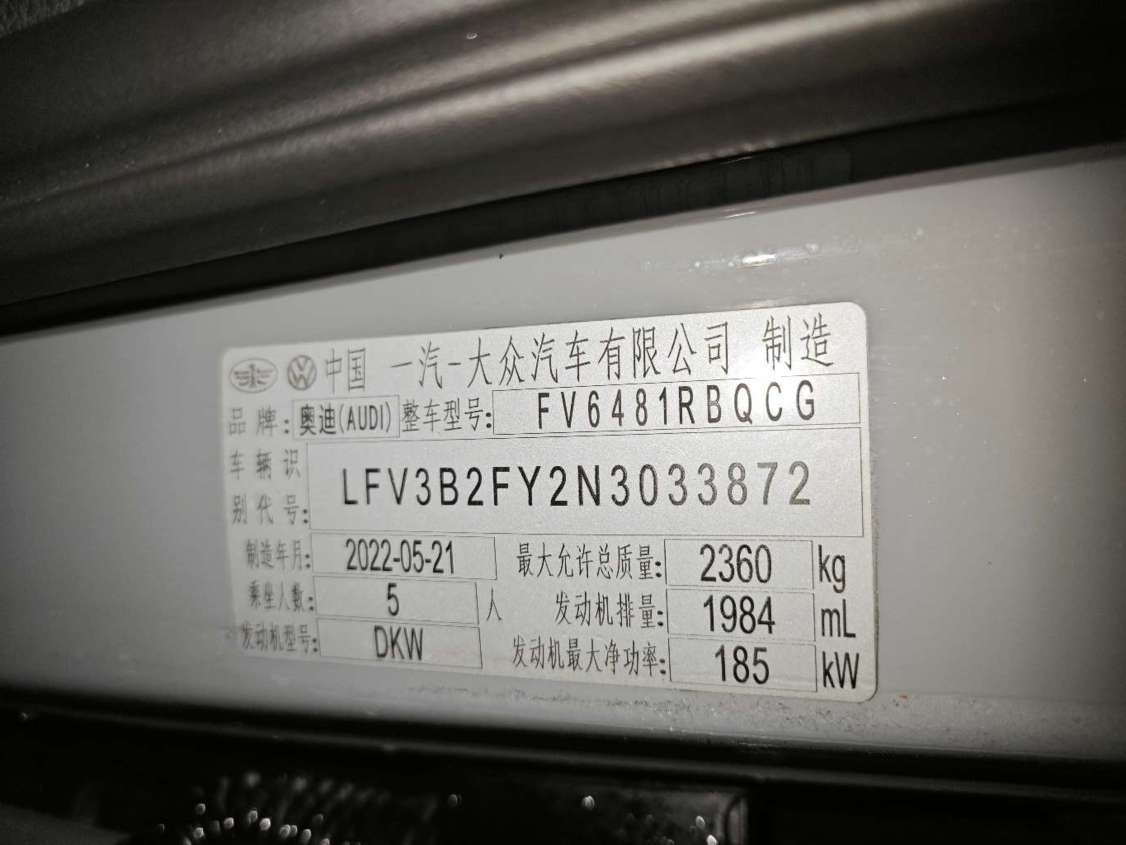 中国 一汽-大众汽车有限公司 制造
品牌: 奥迪(AUDI) 整车型号: FV6481RBQCG
车辆识别代号: LFV3B2FY2N3033872
制造年月: 2022-05-21 最大允许总质量: 2360 kg
乘坐人数: 5 人 发动机排量: 1984 mL
发动机型号: DKW 发动机最大净功率: 185 kW